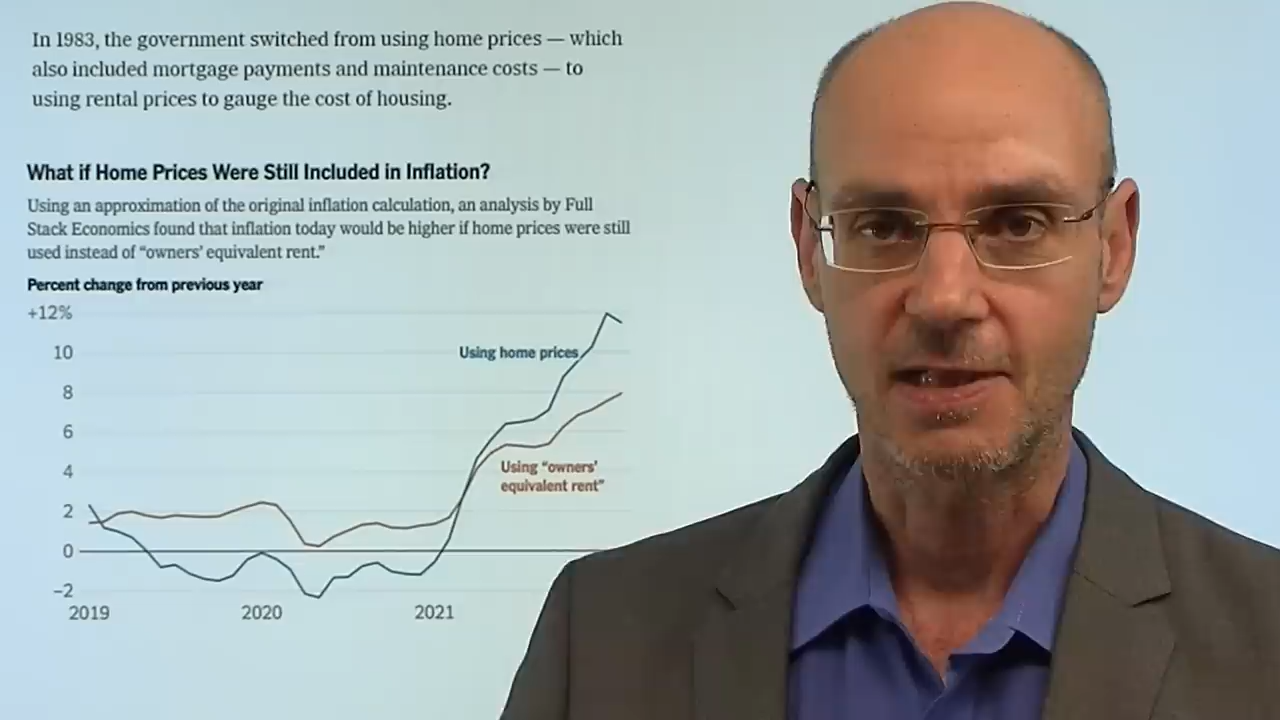 In 1983, the government switched from using home prices — which
also included mortgage payments and maintenance costs — to
using rental prices to gauge the cost of housing.
What if Home Prices Were Still Included in Inflation?
Using an approximation of the original inflation calculation, an analysis by Full
Stack Economics found that inflation today would be higher if home prices were still
used instead of “owners’ equivalent rent.”
Percent change from previous year
+12%
10
Using home prices
8
6
4
Using “owners’
equivalent rent”
2
0
−2
2019
2020
2021